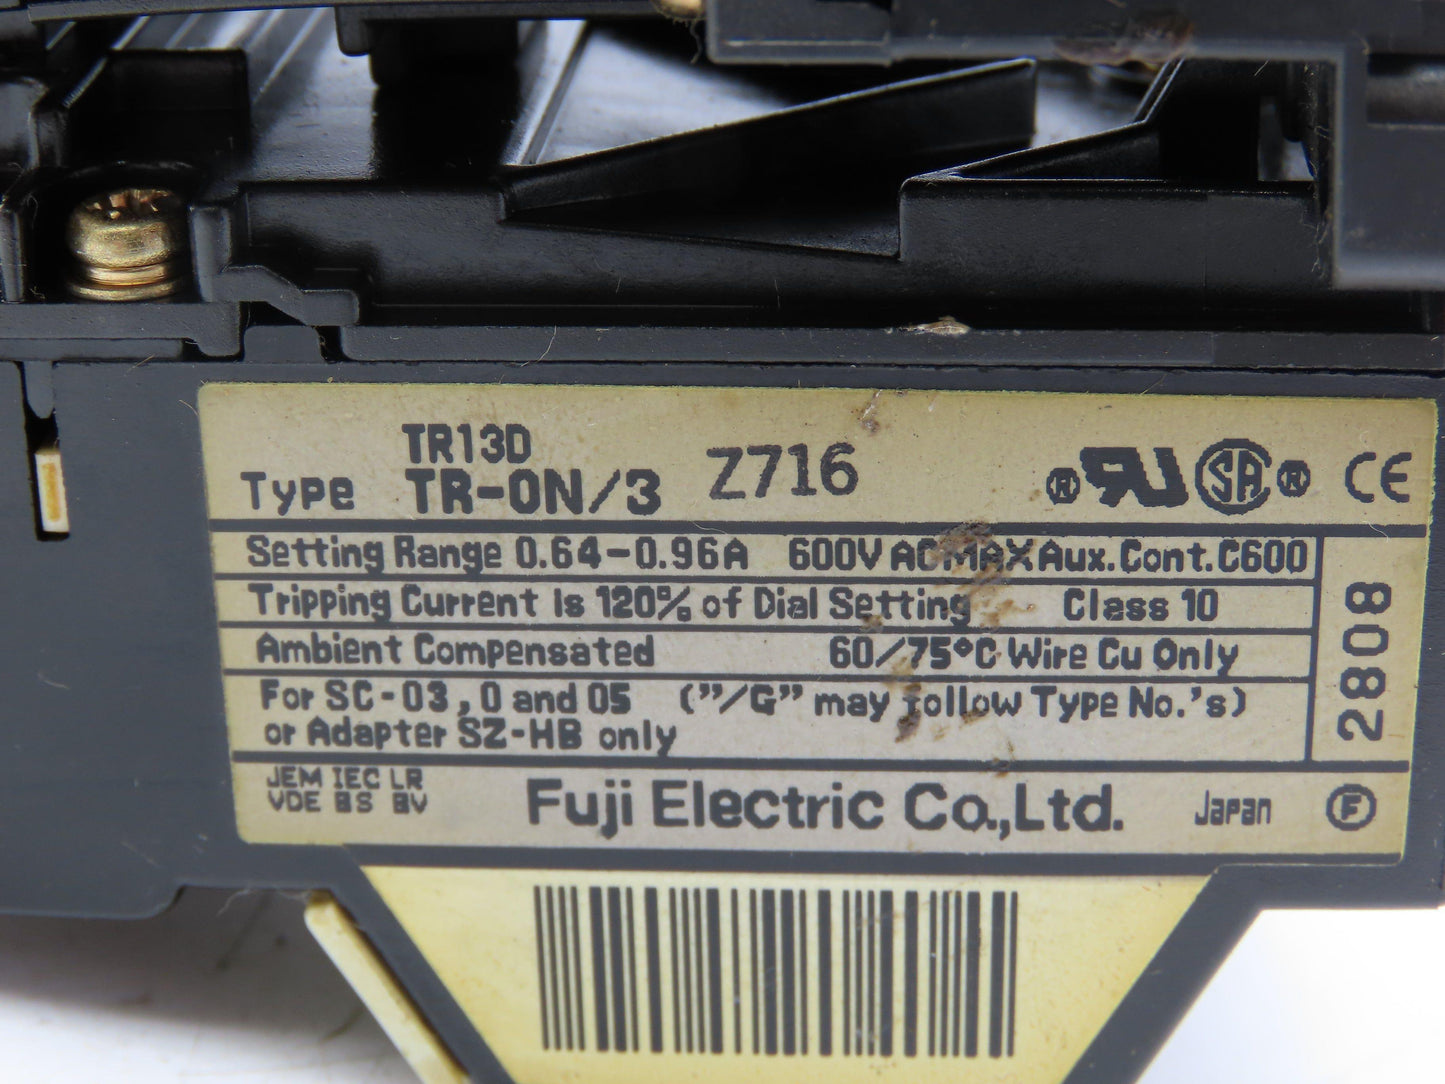 TR13D
Type TR-0N/3 Z716 ® RU SA ® CE
Setting Range 0.64-0.96A 600V AC MAX Aux.Cont.C600
Tripping Current is 120% of Dial Setting Class 10
Ambient Compensated 60/75°C Wire Cu Only
For SC-03,0 and 05 ("/G" may follow Type No.'s)
or Adapter SZ-HB only
2808
JEM IEC LR
VDE BS BV
Fuji Electric Co.,Ltd. Japan F